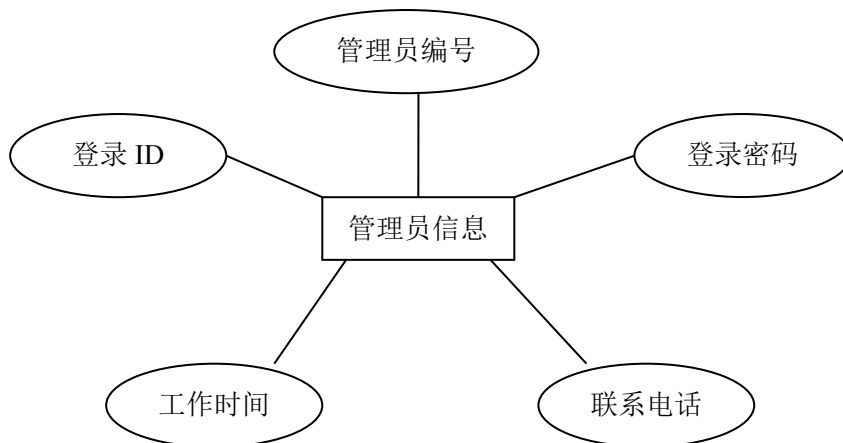 管理员编号
登录 ID
登录密码
管理员信息
工作时间
联系电话